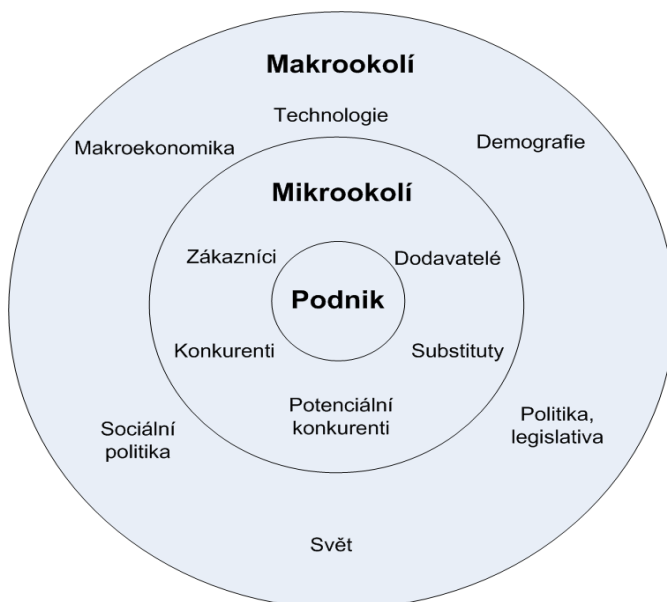 Makrookolí
Technologie
Makroekonomika
Demografie
Mikrookolí
Zákazníci
Dodavatelé
Podnik
Konkurenti
Substituty
Potenciální
konkurenti
Sociální
politika
Politika,
legislativa
Svět